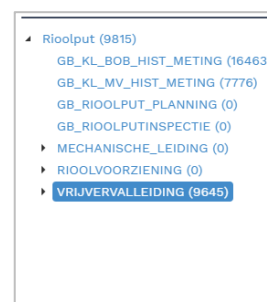 Rioolput (9815)
GB_KL_BOB_HIST_METING (16463
GB_KL_MV_HIST_METING (7776)
GB_RIOOLPUT_PLANNING (0)
GB_RIOOLPUTINSPECTIE (0)
MECHANISCHE_LEIDING (0)
RIOOLVOORZIENING (0)
VRIJVERVALLEIDING (9645)